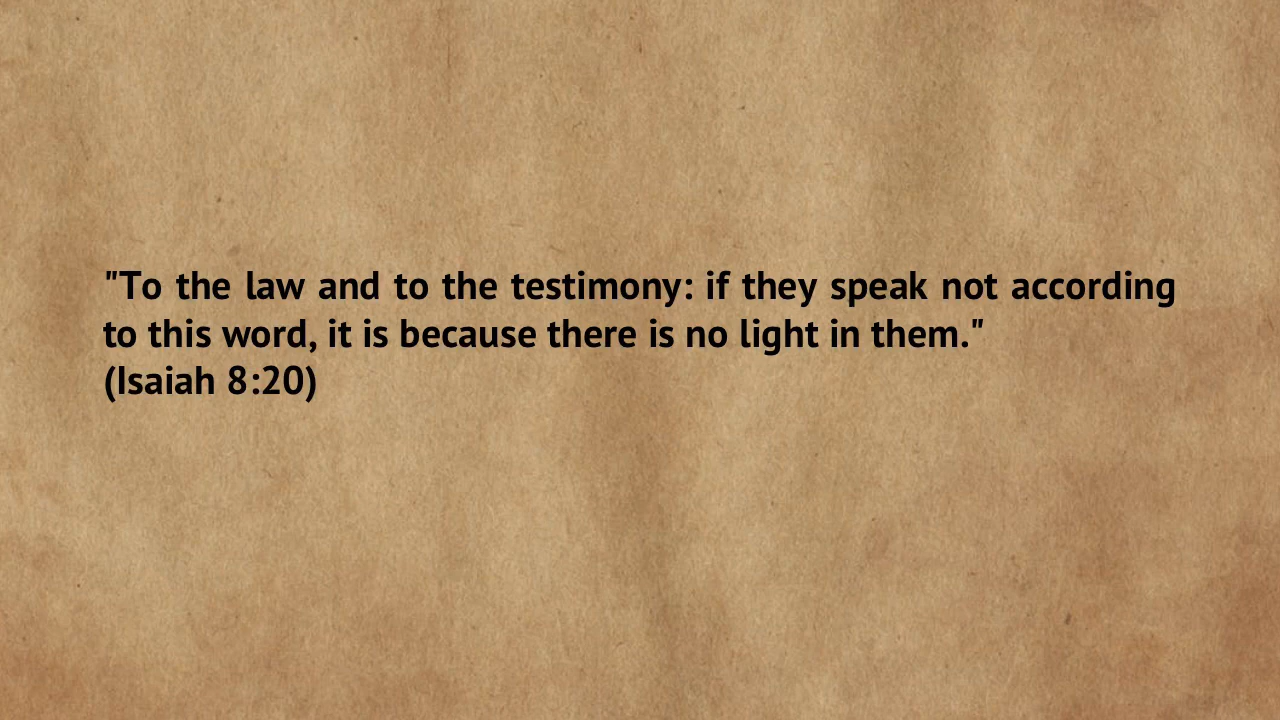 "To the law and to the testimony: if they speak not according
to this word, it is because there is no light in them."
(Isaiah 8:20)